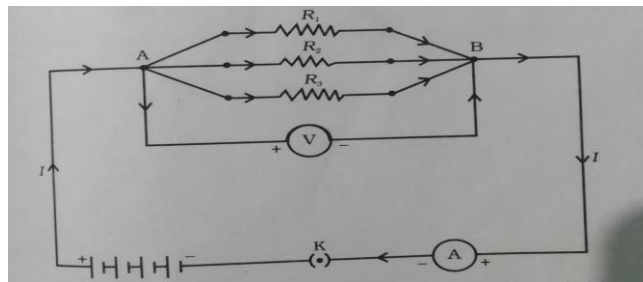 R₁
A R₂ B
R₃
+ V −
I I
K
+ − − A +